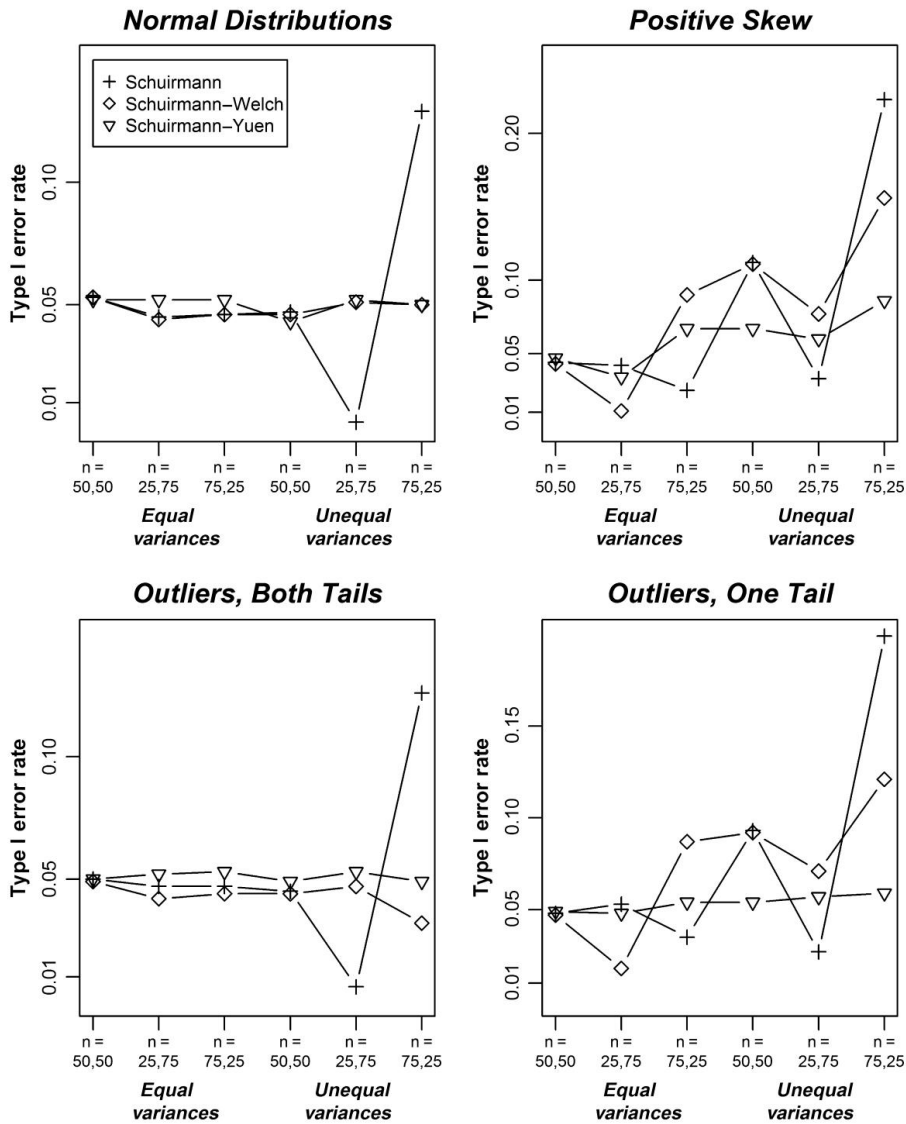 Normal Distributions
Schuirmann
Schuirmann–Welch
Schuirmann–Yuen
Type I error rate
0.10
0.05
0.01
n = n = n = n = n = n =
50,50 25,75 75,25 50,50 25,75 75,25
Equal Unequal
variances variances
Positive Skew
Type I error rate
0.20
0.10
0.05
0.01
n = n = n = n = n = n =
50,50 25,75 75,25 50,50 25,75 75,25
Equal Unequal
variances variances
Outliers, Both Tails
Type I error rate
0.10
0.05
0.01
n = n = n = n = n = n =
50,50 25,75 75,25 50,50 25,75 75,25
Equal Unequal
variances variances
Outliers, One Tail
Type I error rate
0.15
0.10
0.05
0.01
n = n = n = n = n = n =
50,50 25,75 75,25 50,50 25,75 75,25
Equal Unequal
variances variances